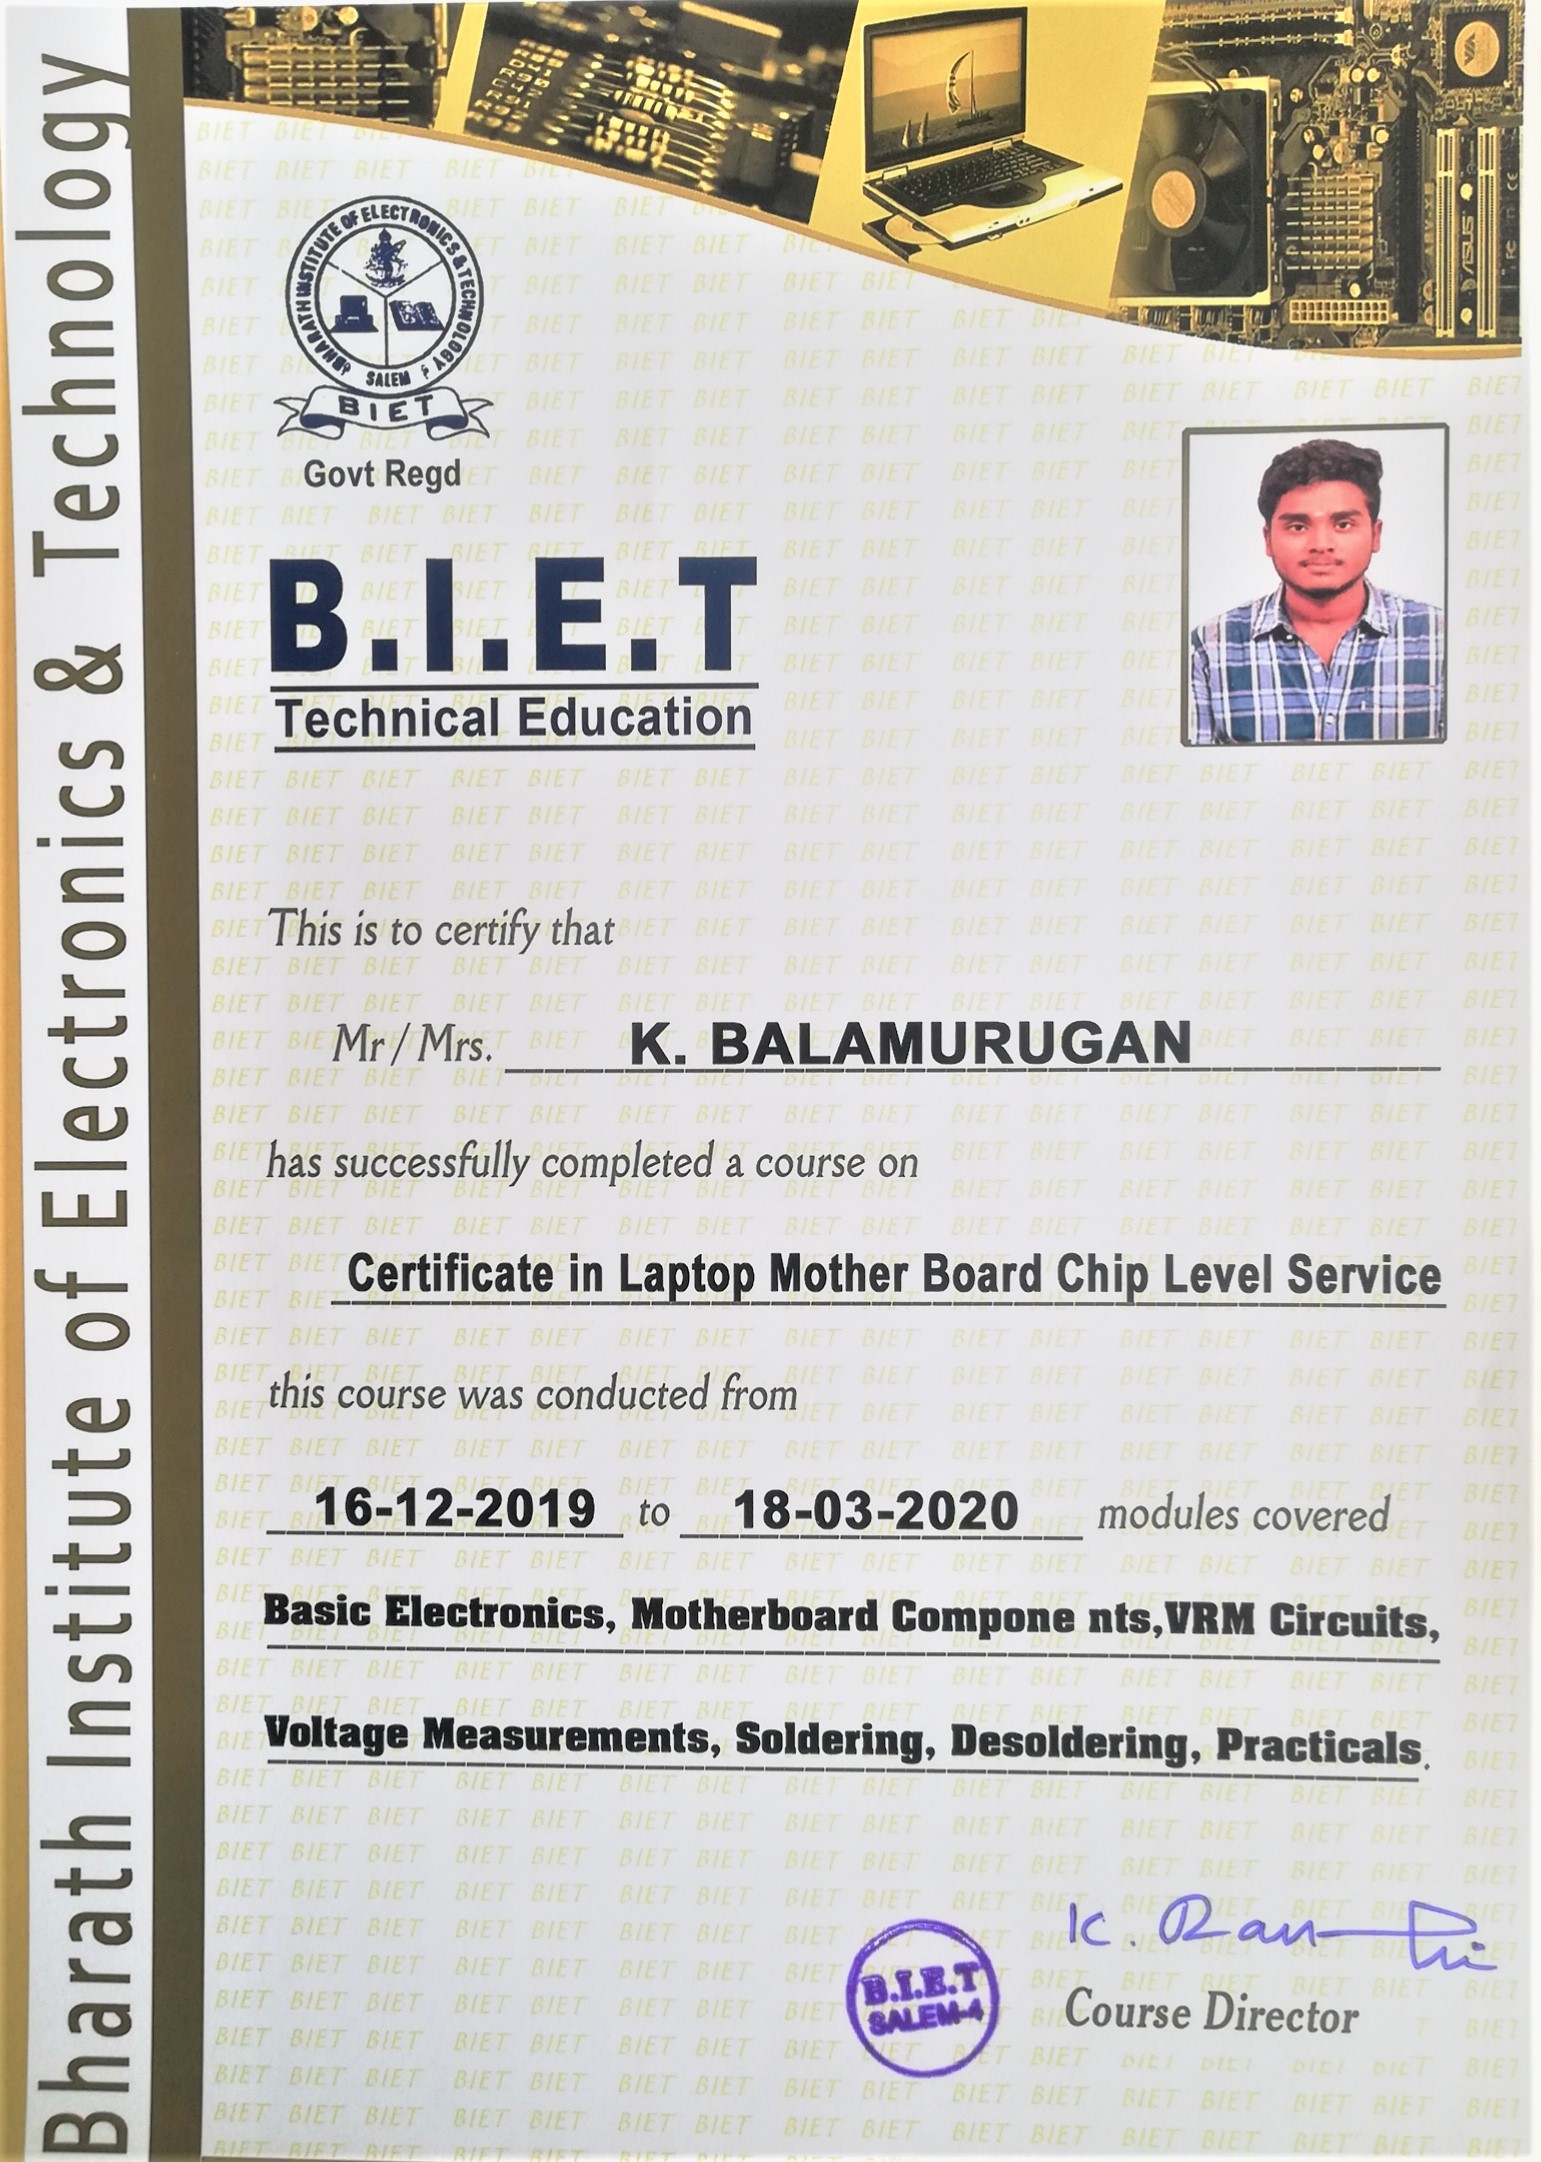 Bharath Institute of Electronics & Technology
BHARATH INSTITUTE OF ELECTRONICS & TECHNOLOGY
SALEM
BIET
Govt Regd
B.I.E.T
Technical Education
This is to certify that
Mr / Mrs. K. BALAMURUGAN
has successfully completed a course on
Certificate in Laptop Mother Board Chip Level Service
this course was conducted from
16-12-2019 to 18-03-2020 modules covered
Basic Electronics, Motherboard Compone nts,VRM Circuits,
Voltage Measurements, Soldering, Desoldering, Practicals.
B.I.E.T
SALEM-4
Course Director